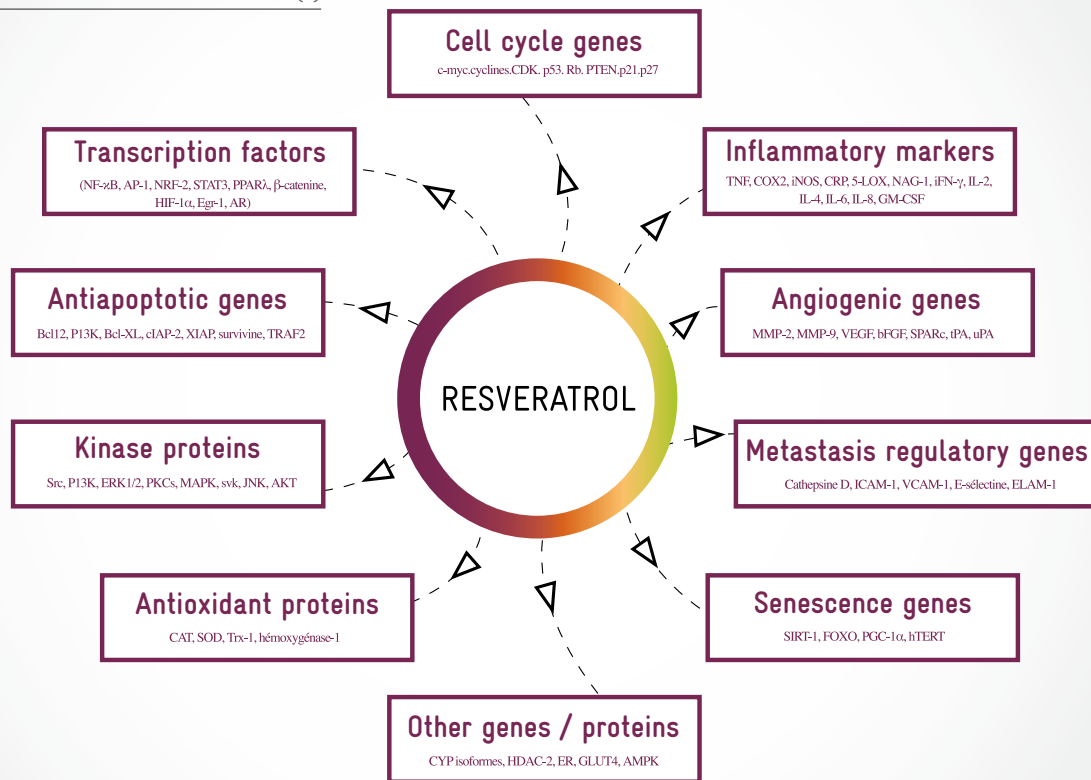 Cell cycle genes
c-myc.cyclines.CDK. p53. Rb. PTEN.p21.p27
Transcription factors
(NF-κB, AP-1, NRF-2, STAT3, PPARλ, β-catenine,
HIF-1α, Egr-1, AR)
Inflammatory markers
TNF, COX2, iNOS, CRP, 5-LOX, NAG-1, iFN-γ, IL-2,
IL-4, IL-6, IL-8, GM-CSF
Antiapoptotic genes
Bcl12, P13K, Bcl-XL, cIAP-2, XIAP, survivine, TRAF2
Angiogenic genes
MMP-2, MMP-9, VEGF, bFGF, SPARc, tPA, uPA
RESVERATROL
Kinase proteins
Src, P13K, ERK1/2, PKCs, MAPK, svk, JNK, AKT
Metastasis regulatory genes
Cathepsine D, ICAM-1, VCAM-1, E-sélectine, ELAM-1
Antioxidant proteins
CAT, SOD, Trx-1, hémoxygénase-1
Senescence genes
SIRT-1, FOXO, PGC-1α, hTERT
Other genes / proteins
CYP isoformes, HDAC-2, ER, GLUT4, AMPK